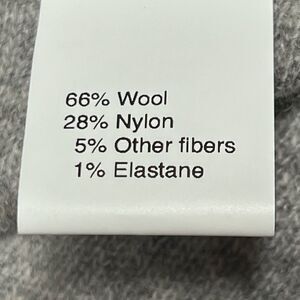 66% Wool
28% Nylon
5% Other fibers
1% Elastane